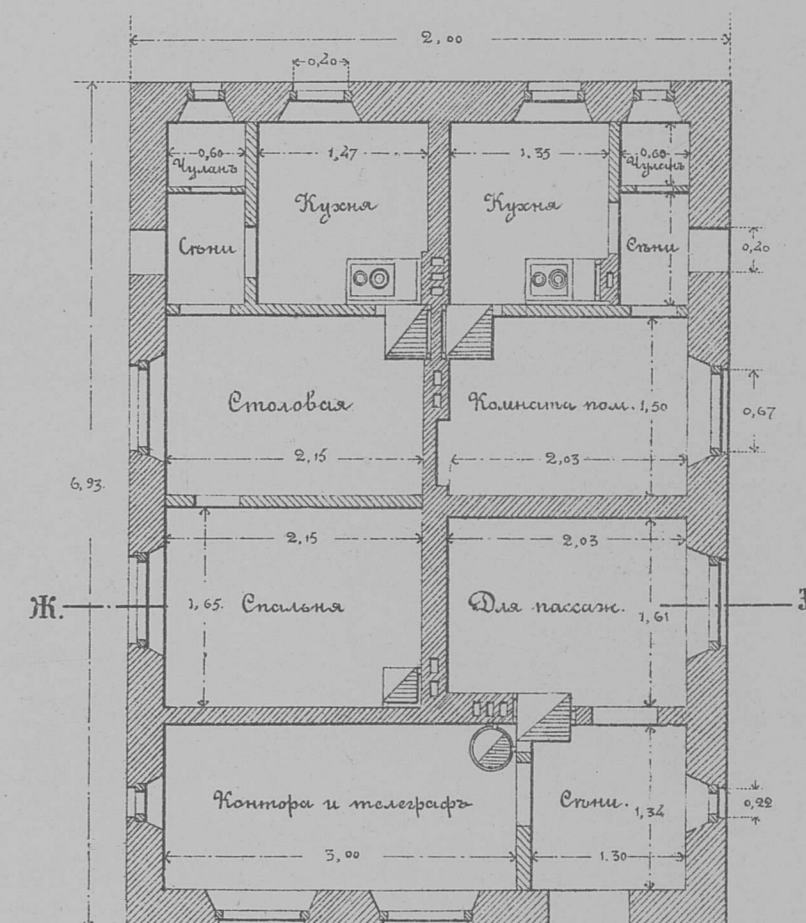 2,00
0,20
0,60
Чуланъ
1,47
1.35
0,60
Чуланъ
Кухня
Кухня
Сѣни
Сѣни
0,20
Столовая
Комната пом.
1,50
0,67
2,15
2,03
6,93.
2,15
2,03
Ж.
1,65.
Спальня
Для пассаж.
1,61
Контора и телеграфъ
Сѣни.
1,34
0,22
3,00
1.30